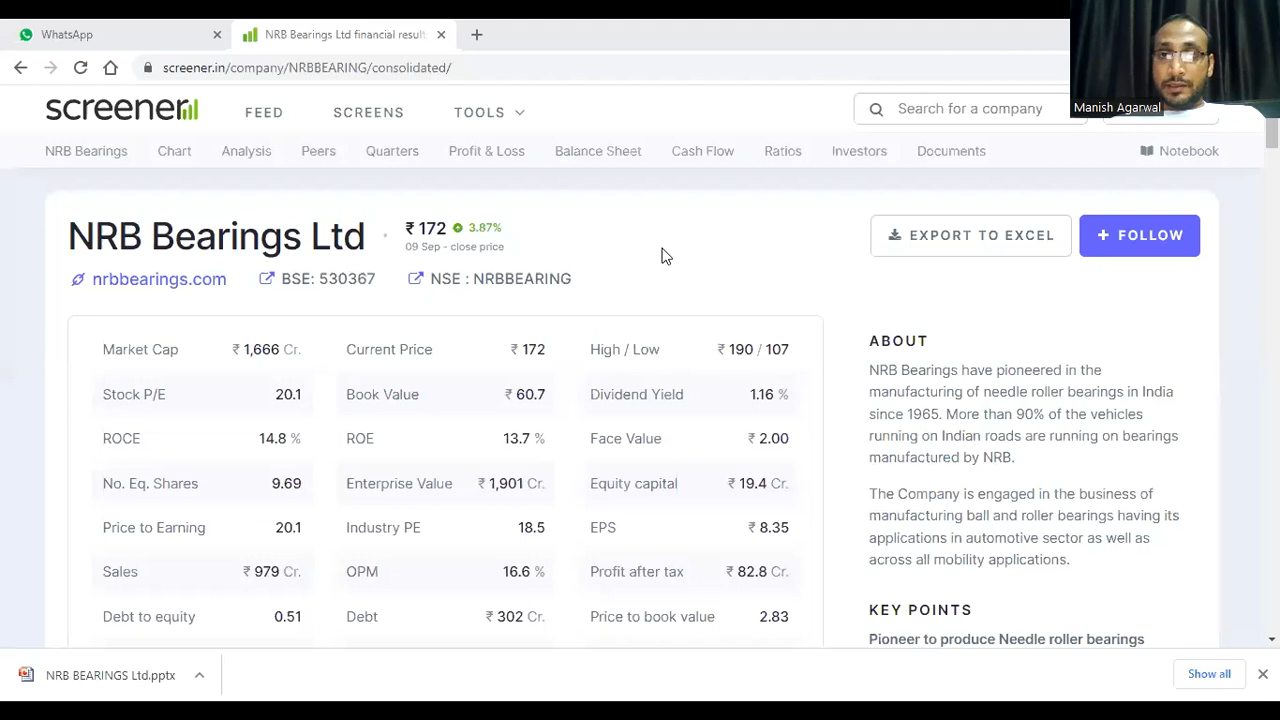 WhatsApp
NRB Bearings Ltd financial result
screener.in/company/NRBBEARING/consolidated/
Manish Agarwal
screener
FEED SCREENS TOOLS
Search for a company
NRB Bearings Chart Analysis Peers Quarters Profit & Loss Balance Sheet Cash Flow Ratios Investors Documents Notebook
NRB Bearings Ltd
₹ 172 3.87%
09 Sep - close price
EXPORT TO EXCEL
+ FOLLOW
nrbbearings.com BSE: 530367 NSE : NRBBEARING
Market Cap ₹ 1,666 Cr. Current Price ₹ 172 High / Low ₹ 190 / 107
Stock P/E 20.1 Book Value ₹ 60.7 Dividend Yield 1.16 %
ROCE 14.8 % ROE 13.7 % Face Value ₹ 2.00
No. Eq. Shares 9.69 Enterprise Value ₹ 1,901 Cr. Equity capital ₹ 19.4 Cr.
Price to Earning 20.1 Industry PE 18.5 EPS ₹ 8.35
Sales ₹ 979 Cr. OPM 16.6 % Profit after tax ₹ 82.8 Cr.
Debt to equity 0.51 Debt ₹ 302 Cr. Price to book value 2.83
ABOUT
NRB Bearings have pioneered in the
manufacturing of needle roller bearings in India
since 1965. More than 90% of the vehicles
running on Indian roads are running on bearings
manufactured by NRB.
The Company is engaged in the business of
manufacturing ball and roller bearings having its
applications in automotive sector as well as
across all mobility applications.
KEY POINTS
Pioneer to produce Needle roller bearings
NRB BEARINGS Ltd.pptx
Show all